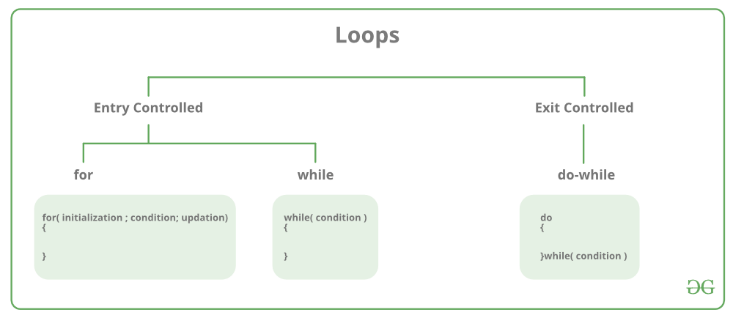 Loops
Entry Controlled
Exit Controlled
for
while
do-while
for( initialization ; condition; updation)
{
}
while( condition )
{
}
do
{
}while( condition )